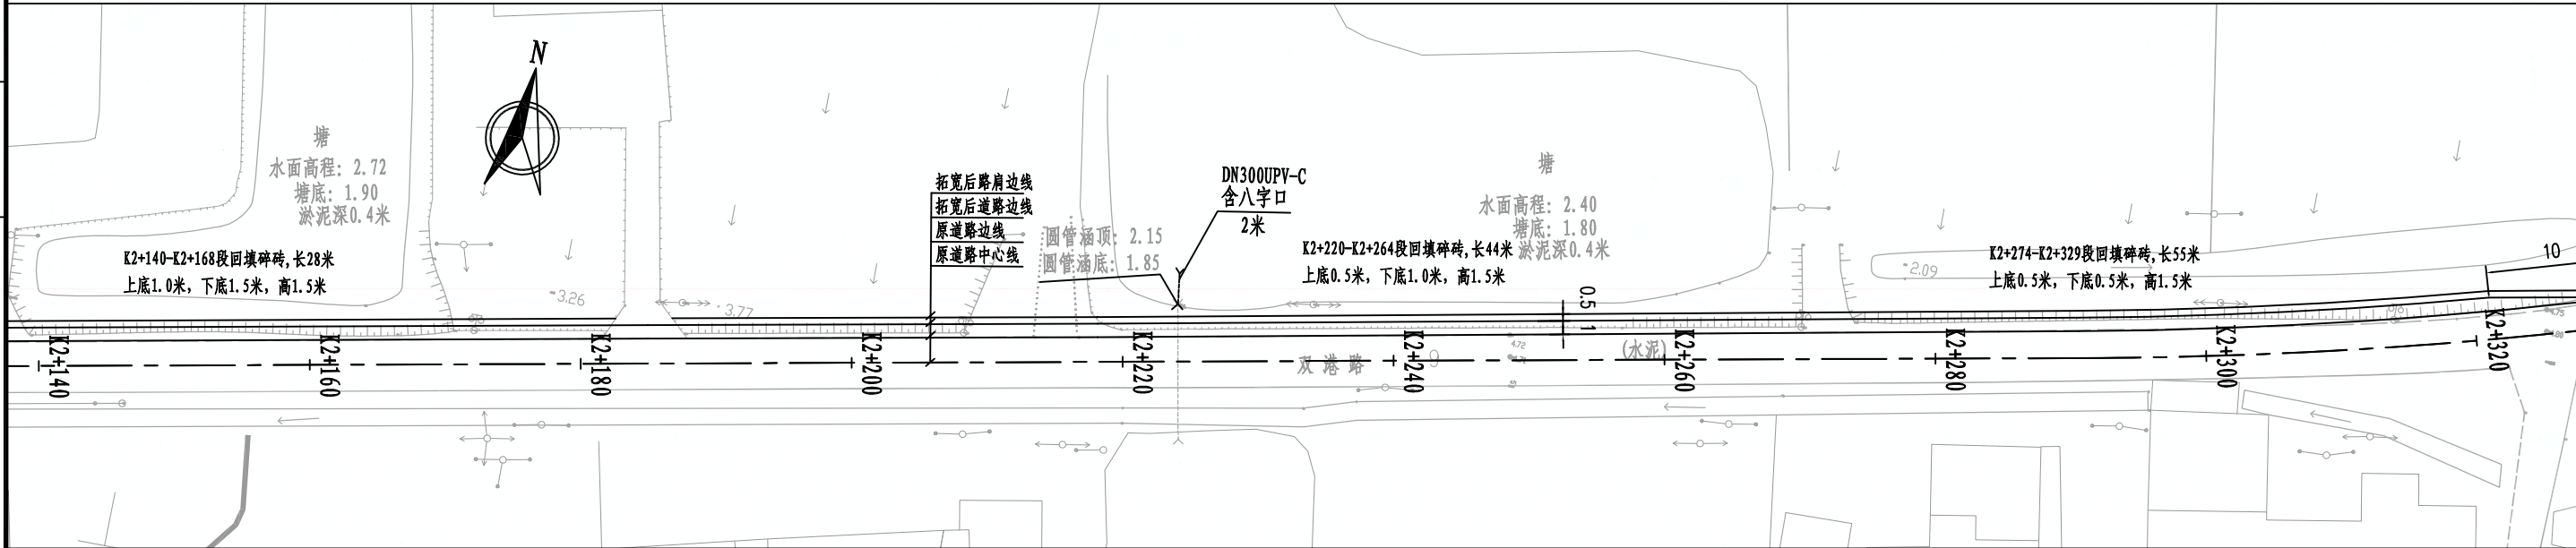 N
塘
水面高程: 2.72
塘底: 1.90
淤泥深0.4米
K2+140-K2+168段回填碎砖,长28米
上底1.0米, 下底1.5米, 高1.5米
3.26
3.77
拓宽后路肩边线
拓宽后道路边线
原道路边线
原道路中心线
圆管涵顶: 2.15
圆管涵底: 1.85
DN300UPV-C
含八字口
2米
塘
水面高程: 2.40
塘底: 1.80
淤泥深0.4米
K2+220-K2+264段回填碎砖,长44米
上底0.5米, 下底1.0米, 高1.5米
0.5
1
2.09
K2+274-K2+329段回填碎砖,长55米
上底0.5米, 下底0.5米, 高1.5米
10
K2+140
K2+160
K2+180
K2+200
K2+220
K2+240
K2+260
K2+280
K2+300
K2+320
双港路
(水泥)
4.72
4.75